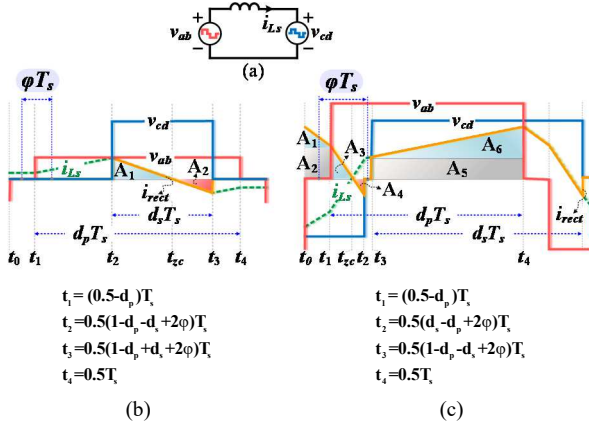 + +
v_ab i_Ls v_cd
− −
(a)
φT_s
v_cd
v_ab
i_Ls A_1 A_2
i_rect
d_sT_s
d_pT_s
t_0 t_1 t_2 t_zc t_3 t_4
t_1 = (0.5-d_p)T_s
t_2=0.5(1-d_p-d_s+2φ)T_s
t_3=0.5(1-d_p+d_s+2φ)T_s
t_4=0.5T_s
(b)
φT_s
v_ab
v_cd
A_1 A_3 A_6
A_2 A_5
i_Ls A_4
i_rect
d_pT_s
d_sT_s
t_0 t_1 t_zc t_2 t_3 t_4
t_1 = (0.5-d_p)T_s
t_2=0.5(d_s-d_p+2φ)T_s
t_3=0.5(1-d_p-d_s+2φ)T_s
t_4=0.5T_s
(c)